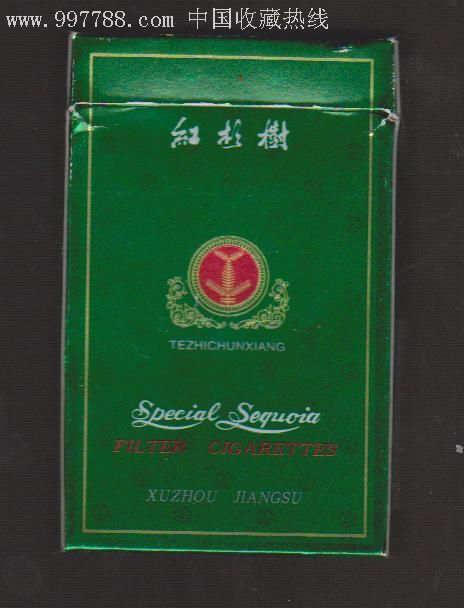 www.997788.com 中国收藏热线
紅杉樹
TEZHICHUNXIANG
Special Sequoia
FILTER CIGARETTES
XUZHOU JIANGSU